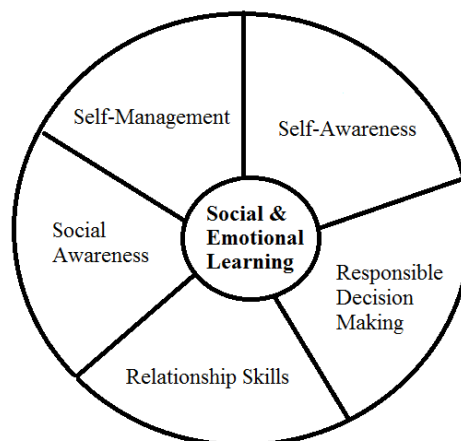 Self-Management
Self-Awareness
Social &
Emotional
Learning
Social
Awareness
Responsible
Decision
Making
Relationship Skills